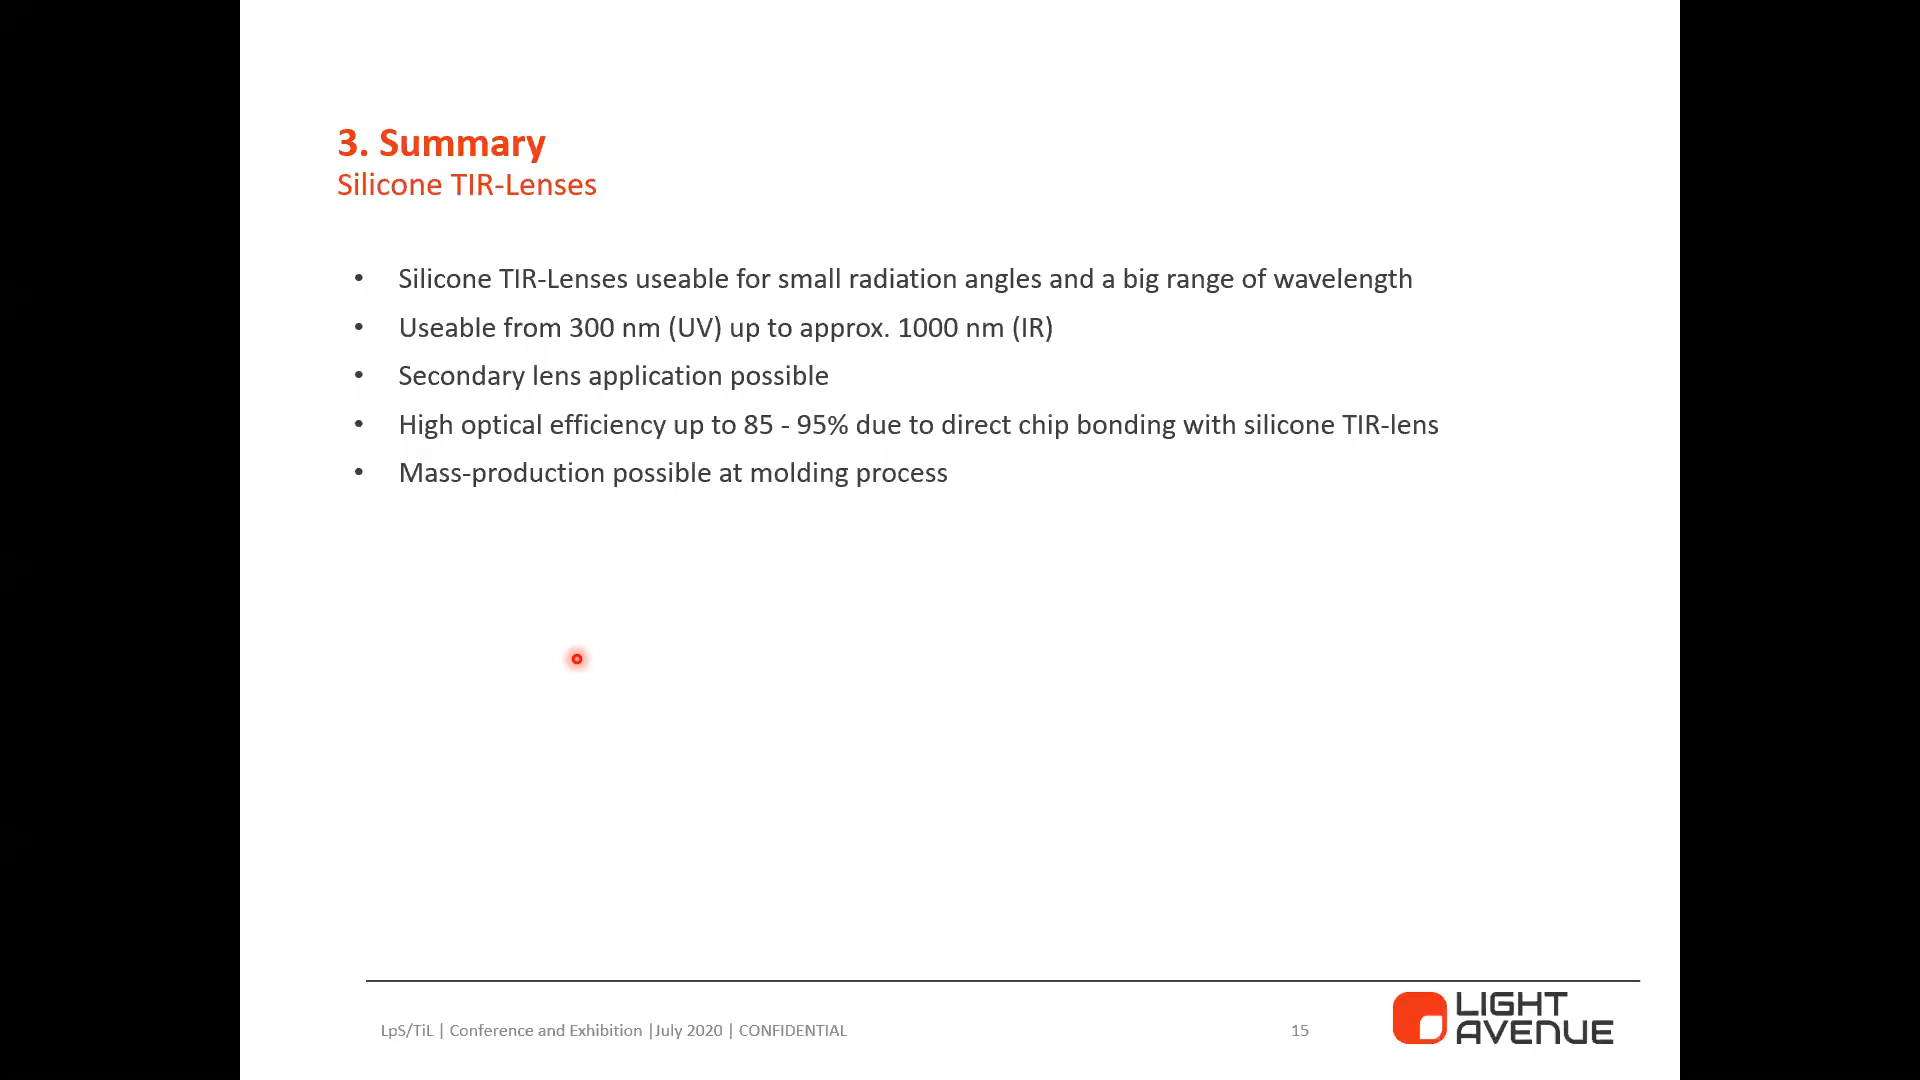 3. Summary
Silicone TIR-Lenses
• Silicone TIR-Lenses useable for small radiation angles and a big range of wavelength
• Useable from 300 nm (UV) up to approx. 1000 nm (IR)
• Secondary lens application possible
• High optical efficiency up to 85 - 95% due to direct chip bonding with silicone TIR-lens
• Mass-production possible at molding process
LpS/TiL | Conference and Exhibition |July 2020 | CONFIDENTIAL
15
LIGHT
AVENUE